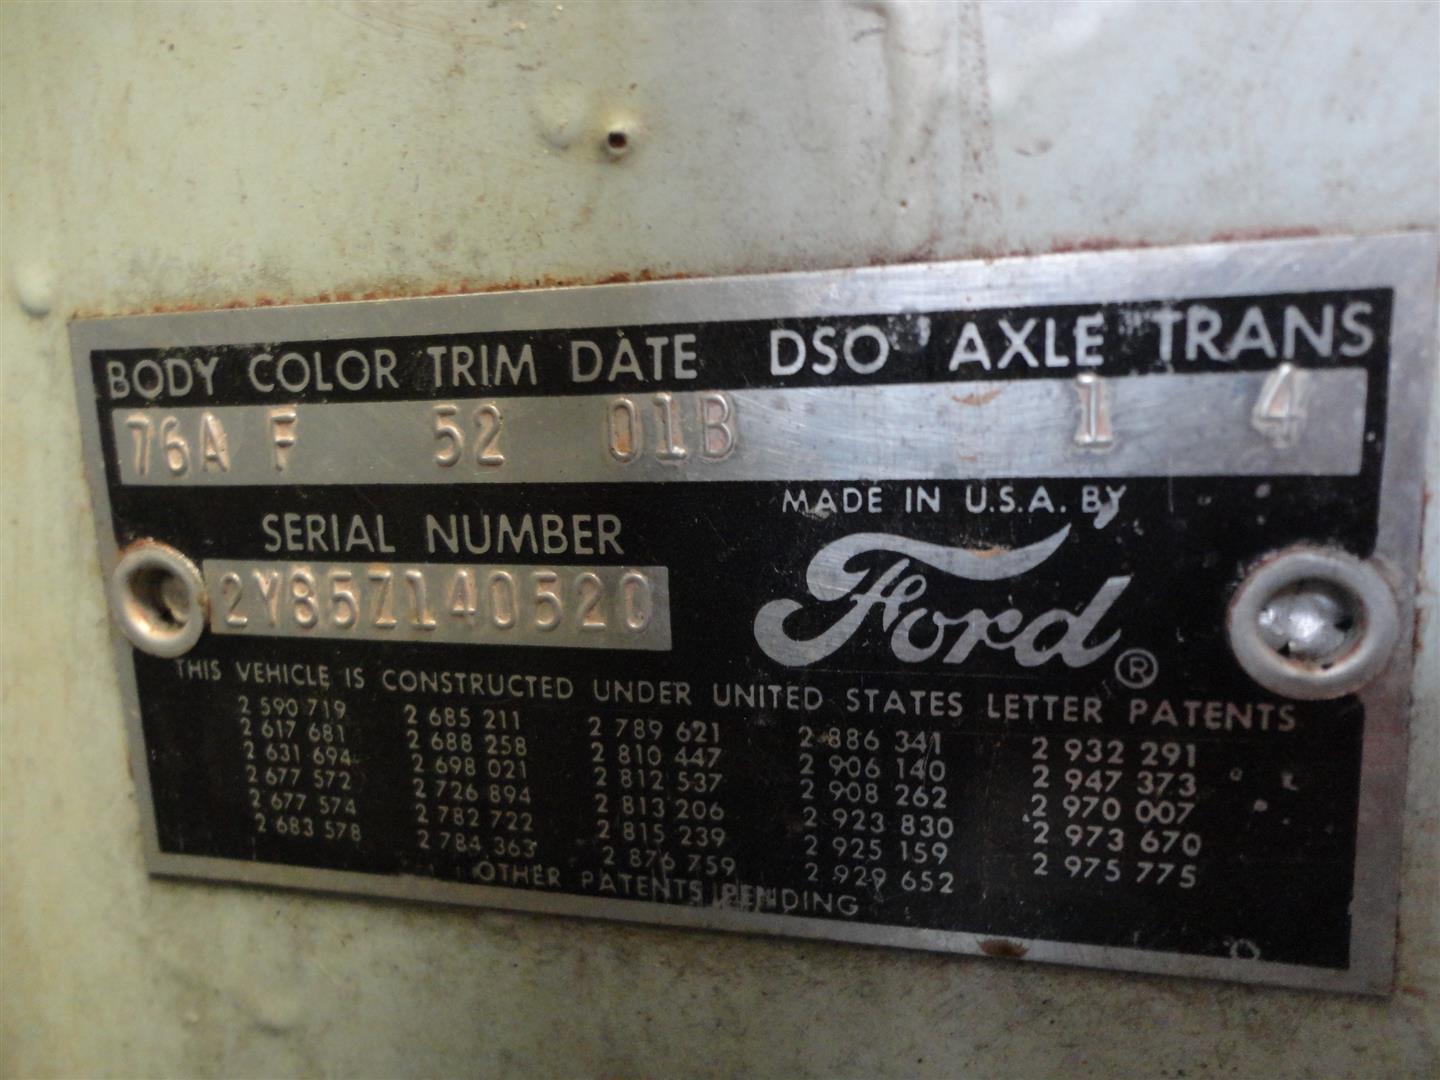 BODY COLOR TRIM DATE DSO AXLE TRANS
76A F 52 01B 1 4
MADE IN U.S.A. BY
SERIAL NUMBER
2Y85Z140520
Ford ®
THIS VEHICLE IS CONSTRUCTED UNDER UNITED STATES LETTER PATENTS
2 590 719 2 685 211 2 789 621 2 886 341 2 932 291
2 617 681 2 688 258 2 810 447 2 906 140 2 947 373
2 631 694 2 698 021 2 812 537 2 908 262 2 970 007
2 677 572 2 726 894 2 813 206 2 923 830 2 973 670
2 677 574 2 782 722 2 815 239 2 925 159 2 975 775
2 683 578 2 784 363 2 876 759 2 929 652
OTHER PATENTS PENDING